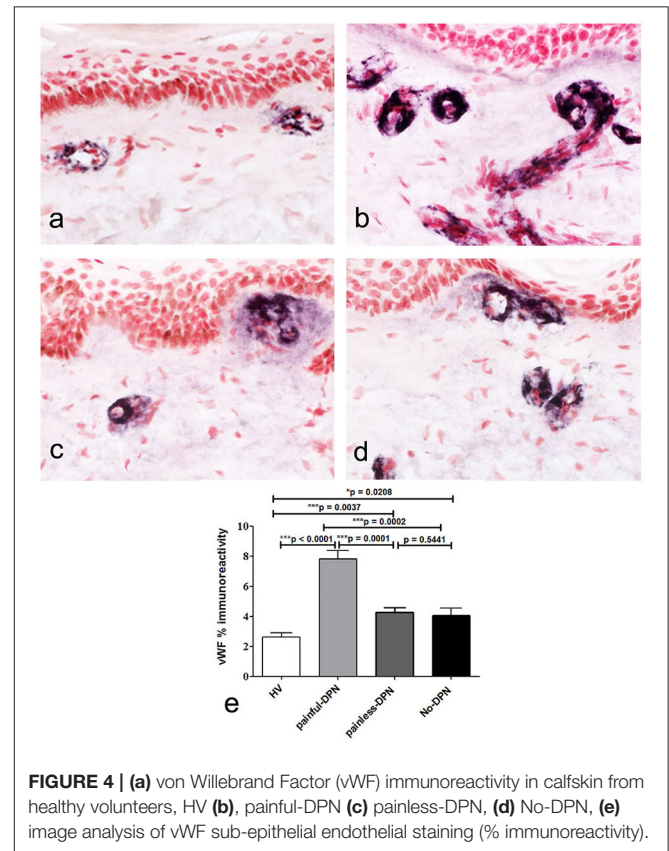 a
b
c
d
*p = 0.0208
***p = 0.0037
***p = 0.0002
***p < 0.0001 ***p = 0.0001 p = 0.5441
vWF % immunoreactivity
10
8
6
4
2
0
HV
painful-DPN
painless-DPN
No-DPN
e
FIGURE 4 | (a) von Willebrand Factor (vWF) immunoreactivity in calfskin from
healthy volunteers, HV (b), painful-DPN (c) painless-DPN, (d) No-DPN, (e)
image analysis of vWF sub-epithelial endothelial staining (% immunoreactivity).